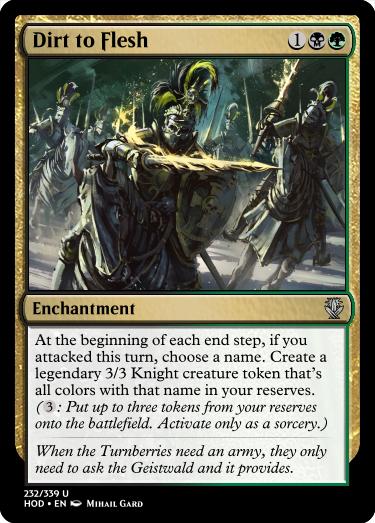 Dirt to Flesh
1
Enchantment
At the beginning of each end step, if you
attacked this turn, choose a name. Create a
legendary 3/3 Knight creature token that's
all colors with that name in your reserves.
(3: Put up to three tokens from your reserves
onto the battlefield. Activate only as a sorcery.)
When the Turnberries need an army, they only
need to ask the Geistwald and it provides.
232/339 U
HOD • EN Mihail Gard